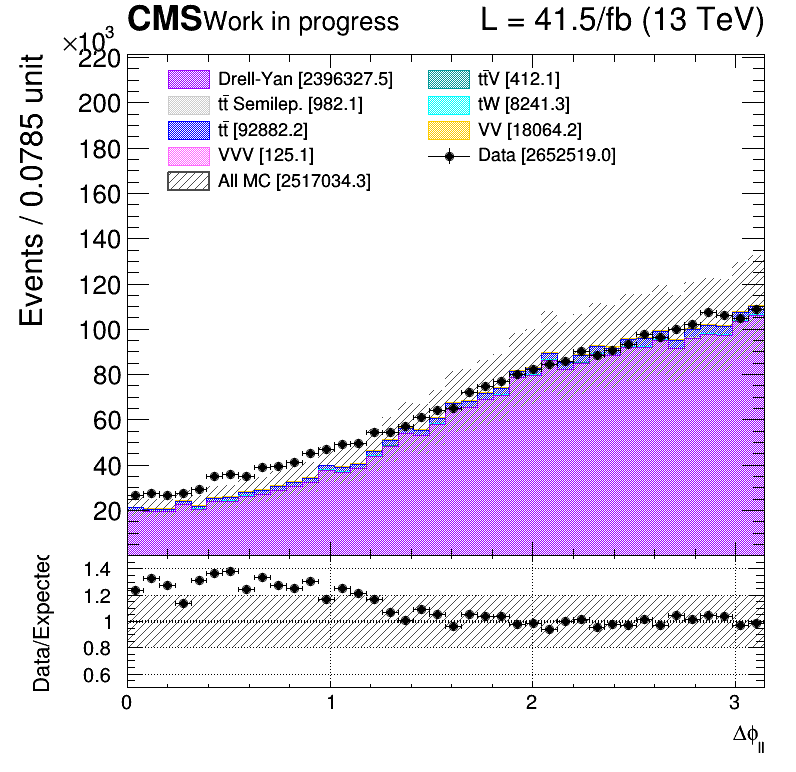 CMS Work in progress L = 41.5/fb (13 TeV)
×10³
Events / 0.0785 unit
220
200
180
160
140
120
100
80
60
40
20
Drell-Yan [2396327.5]
tt̄ Semilep. [982.1]
tt̄ [92882.2]
VVV [125.1]
All MC [2517034.3]
tt̄V [412.1]
tW [8241.3]
VV [18064.2]
Data [2652519.0]
Data/Expected
1.4
1.2
1
0.8
0.6
0 1 2 3
Δϕ_ll